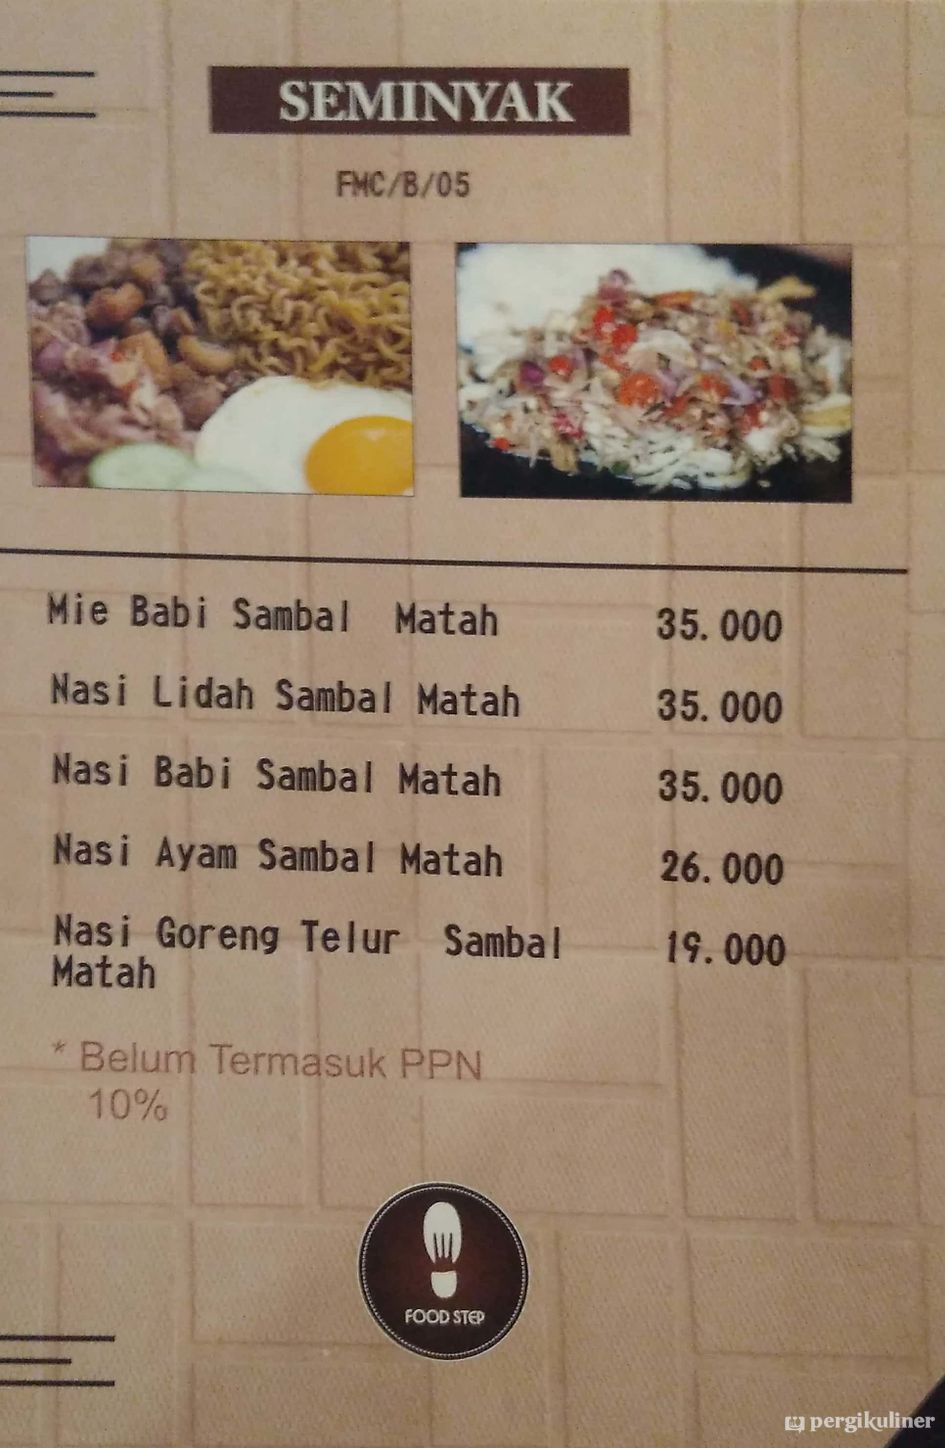 SEMINYAK
FMC/B/05
Mie Babi Sambal Matah 35.000
Nasi Lidah Sambal Matah 35.000
Nasi Babi Sambal Matah 35.000
Nasi Ayam Sambal Matah 26.000
Nasi Goreng Telur Sambal 19.000
Matah
* Belum Termasuk PPN
10%
FOOD STEP
pergikuliner